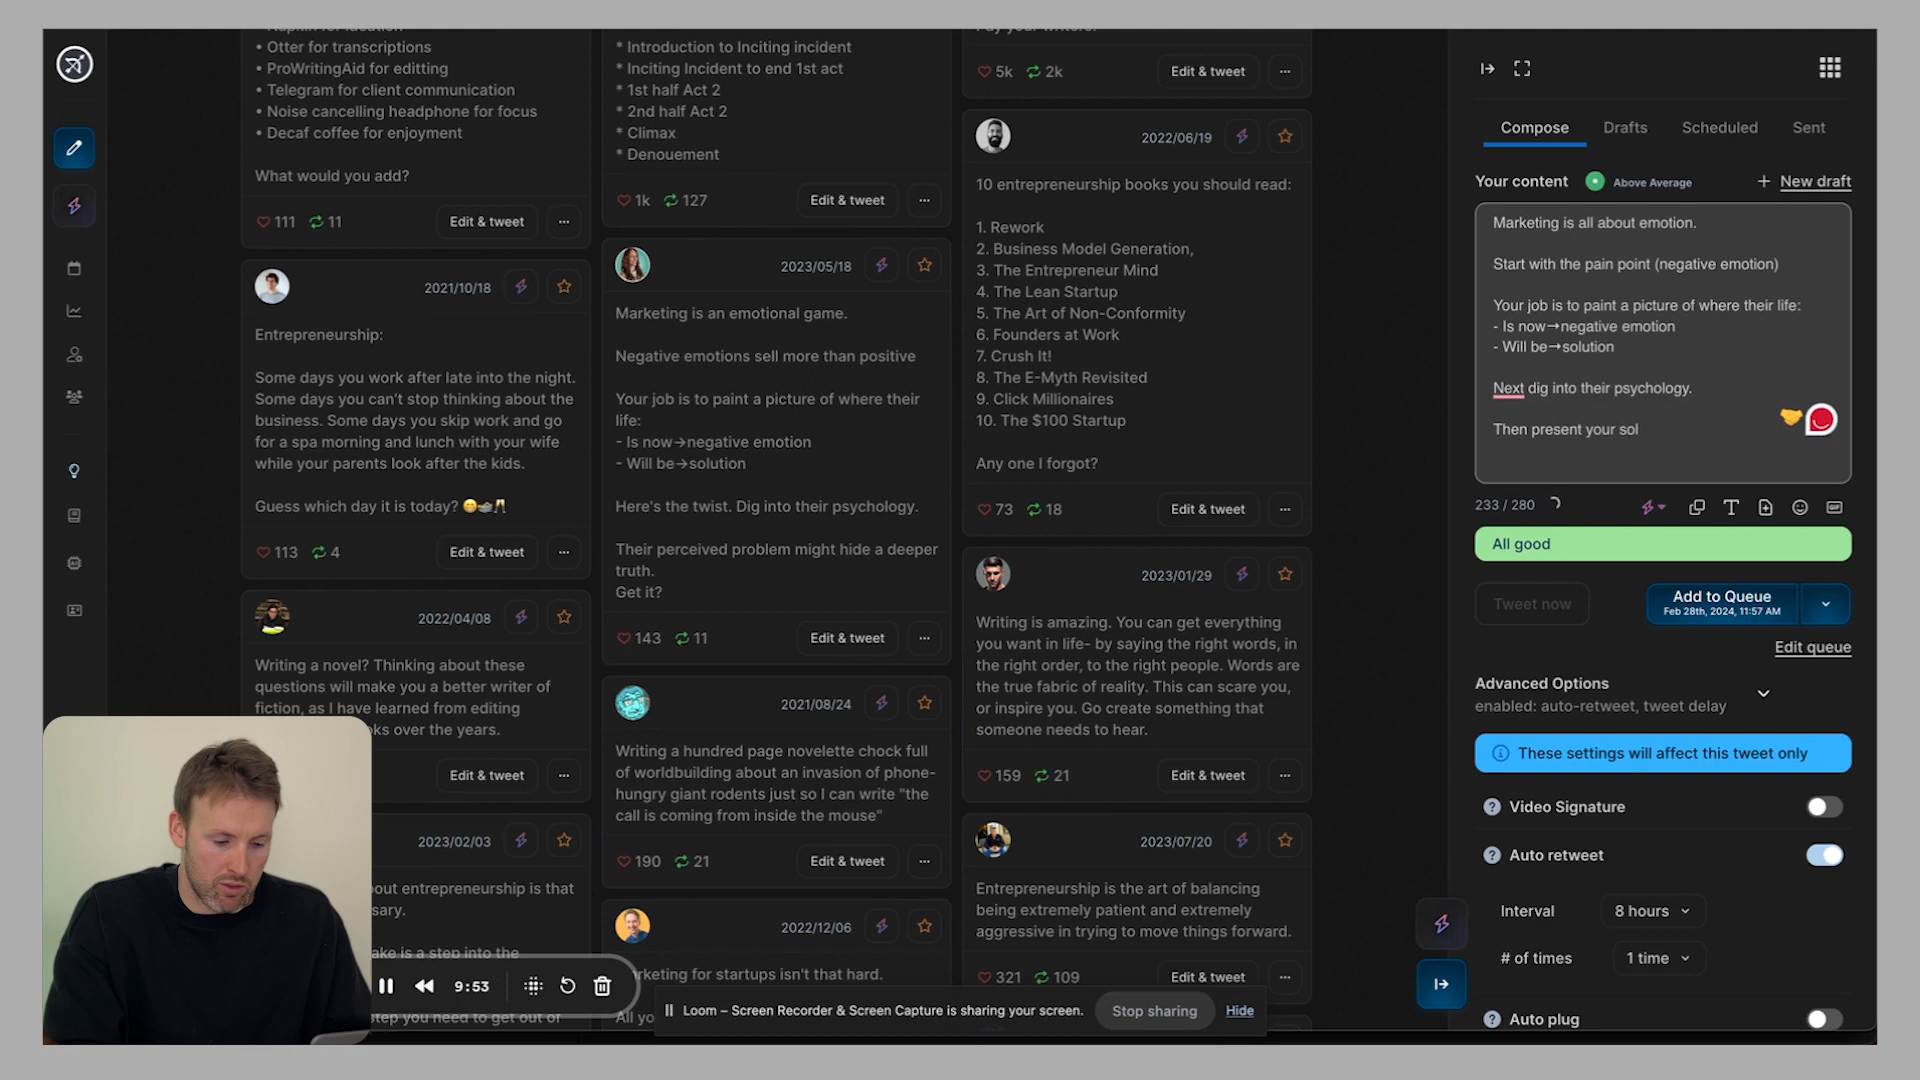 • Otter for transcriptions
• ProWritingAid for editting
• Telegram for client communication
• Noise cancelling headphone for focus
• Decaf coffee for enjoyment
What would you add?
111
11
Edit & tweet
2021/10/18
Entrepreneurship:
Some days you work after late into the night.
Some days you can't stop thinking about the
business. Some days you skip work and go
for a spa morning and lunch with your wife
while your parents look after the kids.
Guess which day it is today?
113
4
Edit & tweet
2022/04/08
Writing a novel? Thinking about these
questions will make you a better writer of
fiction, as I have learned from editing
ks over the years.
Edit & tweet
2023/02/03
out entrepreneurship is that
sary.
ake is a step into the
step you need to get out of
* Introduction to Inciting incident
* Inciting Incident to end 1st act
* 1st half Act 2
* 2nd half Act 2
* Climax
* Denouement
1k
127
Edit & tweet
2023/05/18
Marketing is an emotional game.
Negative emotions sell more than positive
Your job is to paint a picture of where their
life:
- Is now→negative emotion
- Will be→solution
Here's the twist. Dig into their psychology.
Their perceived problem might hide a deeper
truth.
Get it?
143
11
Edit & tweet
2021/08/24
Writing a hundred page novelette chock full
of worldbuilding about an invasion of phone-
hungry giant rodents just so I can write "the
call is coming from inside the mouse"
190
21
Edit & tweet
2022/12/06
rketing for startups isn't that hard.
All yo
5k
2k
Edit & tweet
2022/06/19
10 entrepreneurship books you should read:
1. Rework
2. Business Model Generation,
3. The Entrepreneur Mind
4. The Lean Startup
5. The Art of Non-Conformity
6. Founders at Work
7. Crush It!
8. The E-Myth Revisited
9. Click Millionaires
10. The $100 Startup
Any one I forgot?
73
18
Edit & tweet
2023/01/29
Writing is amazing. You can get everything
you want in life- by saying the right words, in
the right order, to the right people. Words are
the true fabric of reality. This can scare you,
or inspire you. Go create something that
someone needs to hear.
159
21
Edit & tweet
2023/07/20
Entrepreneurship is the art of balancing
being extremely patient and extremely
aggressive in trying to move things forward.
321
109
Edit & tweet
Compose
Drafts
Scheduled
Sent
Your content
Above Average
+ New draft
Marketing is all about emotion.
Start with the pain point (negative emotion)
Your job is to paint a picture of where their life:
- Is now→negative emotion
- Will be→solution
Next dig into their psychology.
Then present your sol
233 / 280
GIF
All good
Tweet now
Add to Queue
Feb 28th, 2024, 11:57 AM
Edit queue
Advanced Options
enabled: auto-retweet, tweet delay
These settings will affect this tweet only
Video Signature
Auto retweet
Interval
8 hours
# of times
1 time
Auto plug
9:53
Loom – Screen Recorder & Screen Capture is sharing your screen.
Stop sharing
Hide